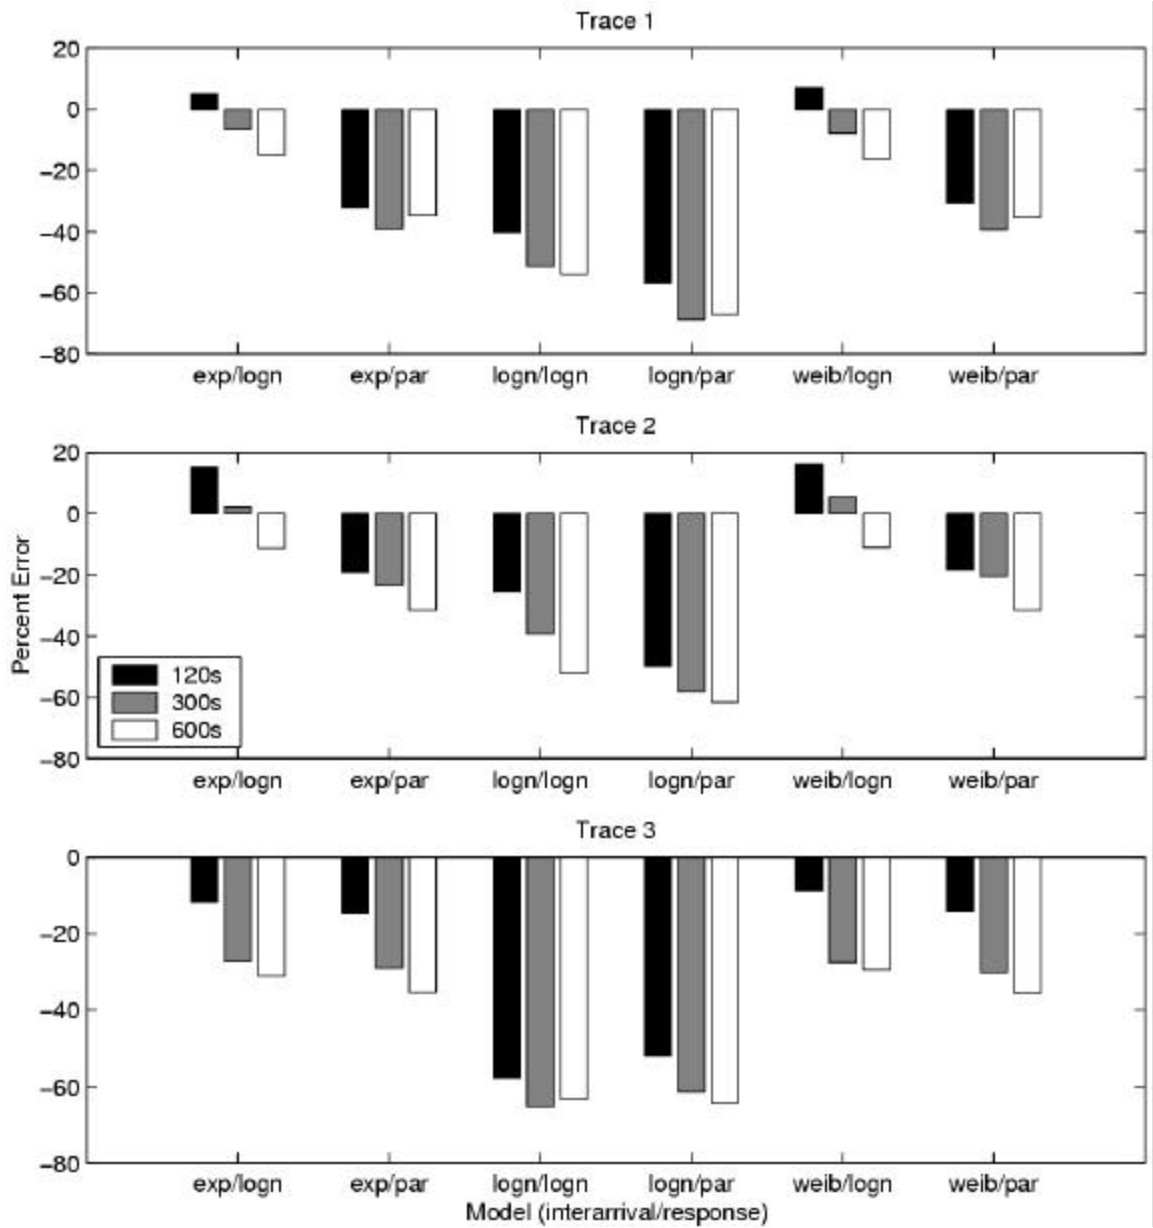 Trace 1
20
0
−20
−40
−60
−80
exp/logn exp/par logn/logn logn/par weib/logn weib/par
Trace 2
Percent Error
20
0
−20
−40
−60
−80
120s
300s
600s
exp/logn exp/par logn/logn logn/par weib/logn weib/par
Trace 3
0
−20
−40
−60
−80
exp/logn exp/par logn/logn logn/par weib/logn weib/par
Model (interarrival/response)